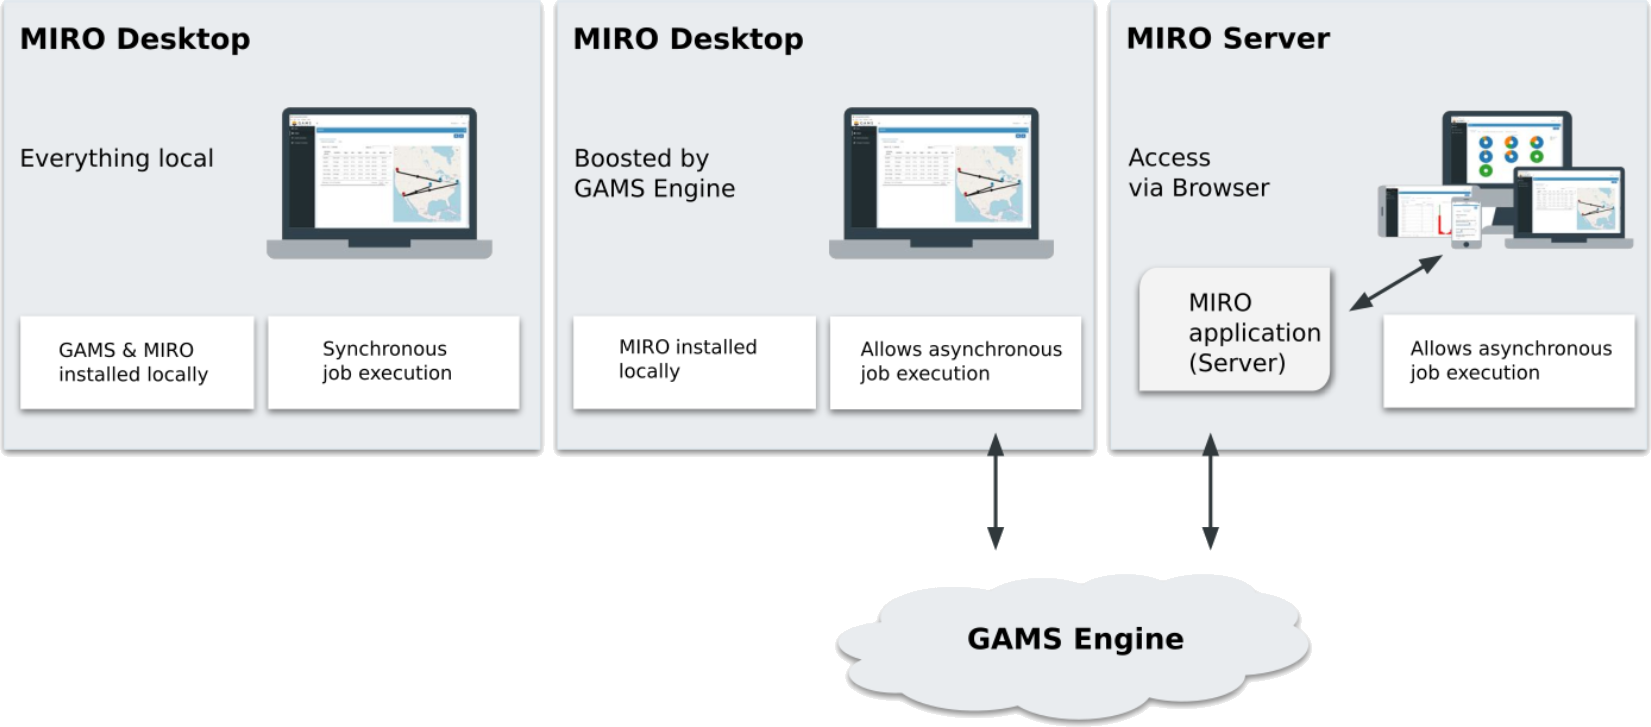 MIRO Desktop
Everything local
GAMS & MIRO
installed locally
Synchronous
job execution
MIRO Desktop
Boosted by
GAMS Engine
MIRO installed
locally
Allows asynchronous
job execution
MIRO Server
Access
via Browser
MIRO
application
(Server)
Allows asynchronous
job execution
GAMS Engine